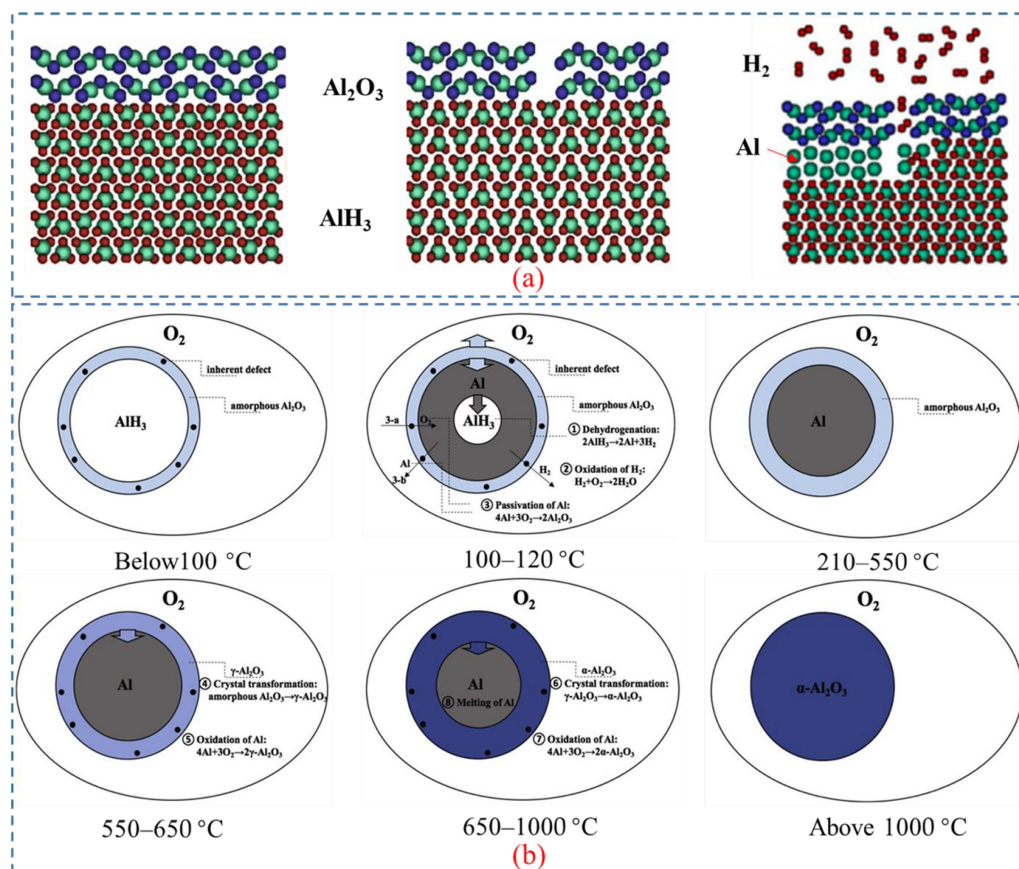 Al₂O₃
AlH₃
H₂
Al
(a)
O₂
inherent defect
amorphous Al₂O₃
AlH₃
Below100 °C
O₂
inherent defect
Al
amorphous Al₂O₃
AlH₃
3-a
O₂
① Dehydrogenation:
2AlH₃→2Al+3H₂
Al
3-b
H₂
② Oxidation of H₂:
H₂+O₂→2H₂O
③ Passivation of Al:
4Al+3O₂→2Al₂O₃
100–120 °C
O₂
amorphous Al₂O₃
Al
210–550 °C
O₂
γ-Al₂O₃
Al
④ Crystal transformation:
amorphous Al₂O₃→γ-Al₂O₃
⑤ Oxidation of Al:
4Al+3O₂→2γ-Al₂O₃
550–650 °C
O₂
α-Al₂O₃
Al
⑧ Melting of Al
⑥ Crystal transformation:
γ-Al₂O₃→α-Al₂O₃
⑦ Oxidation of Al:
4Al+3O₂→2α-Al₂O₃
650–1000 °C
O₂
α-Al₂O₃
Above 1000 °C
(b)